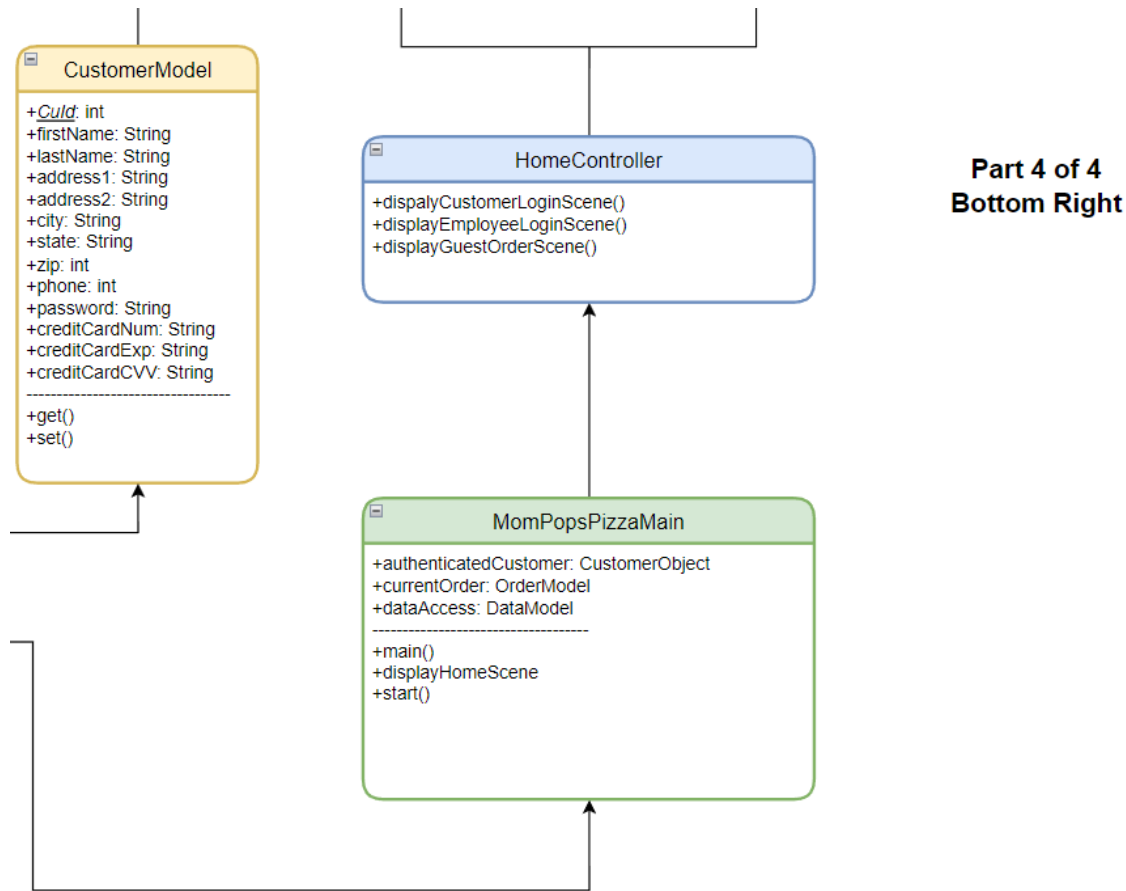 CustomerModel
+CuId: int
+firstName: String
+lastName: String
+address1: String
+address2: String
+city: String
+state: String
+zip: int
+phone: int
+password: String
+creditCardNum: String
+creditCardExp: String
+creditCardCVV: String
----------------------------------
+get()
+set()
HomeController
+dispalyCustomerLoginScene()
+displayEmployeeLoginScene()
+displayGuestOrderScene()
Part 4 of 4
Bottom Right
MomPopsPizzaMain
+authenticatedCustomer: CustomerObject
+currentOrder: OrderModel
+dataAccess: DataModel
------------------------------------
+main()
+displayHomeScene
+start()